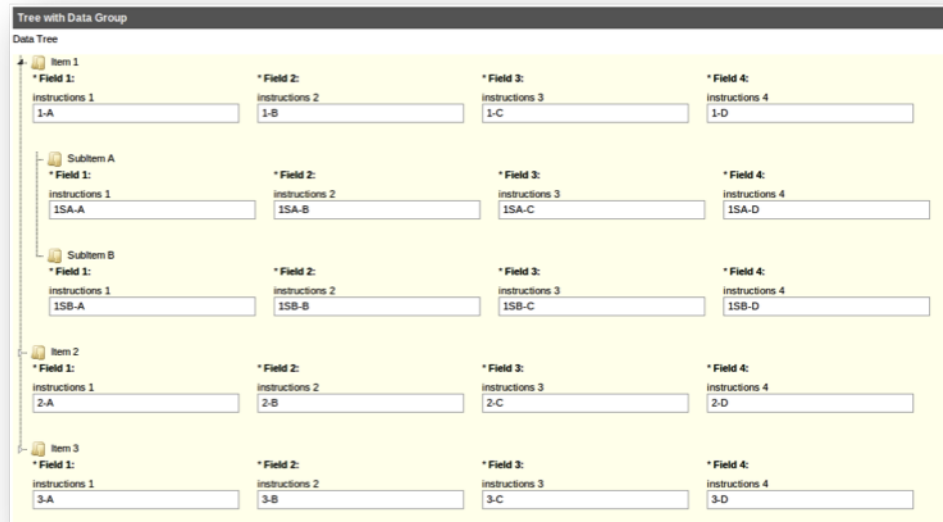 Tree with Data Group
Data Tree
Item 1
* Field 1: * Field 2: * Field 3: * Field 4:
instructions 1 instructions 2 instructions 3 instructions 4
1-A 1-B 1-C 1-D
SubItem A
* Field 1: * Field 2: * Field 3: * Field 4:
instructions 1 instructions 2 instructions 3 instructions 4
1SA-A 1SA-B 1SA-C 1SA-D
SubItem B
* Field 1: * Field 2: * Field 3: * Field 4:
instructions 1 instructions 2 instructions 3 instructions 4
1SB-A 1SB-B 1SB-C 1SB-D
Item 2
* Field 1: * Field 2: * Field 3: * Field 4:
instructions 1 instructions 2 instructions 3 instructions 4
2-A 2-B 2-C 2-D
Item 3
* Field 1: * Field 2: * Field 3: * Field 4:
instructions 1 instructions 2 instructions 3 instructions 4
3-A 3-B 3-C 3-D